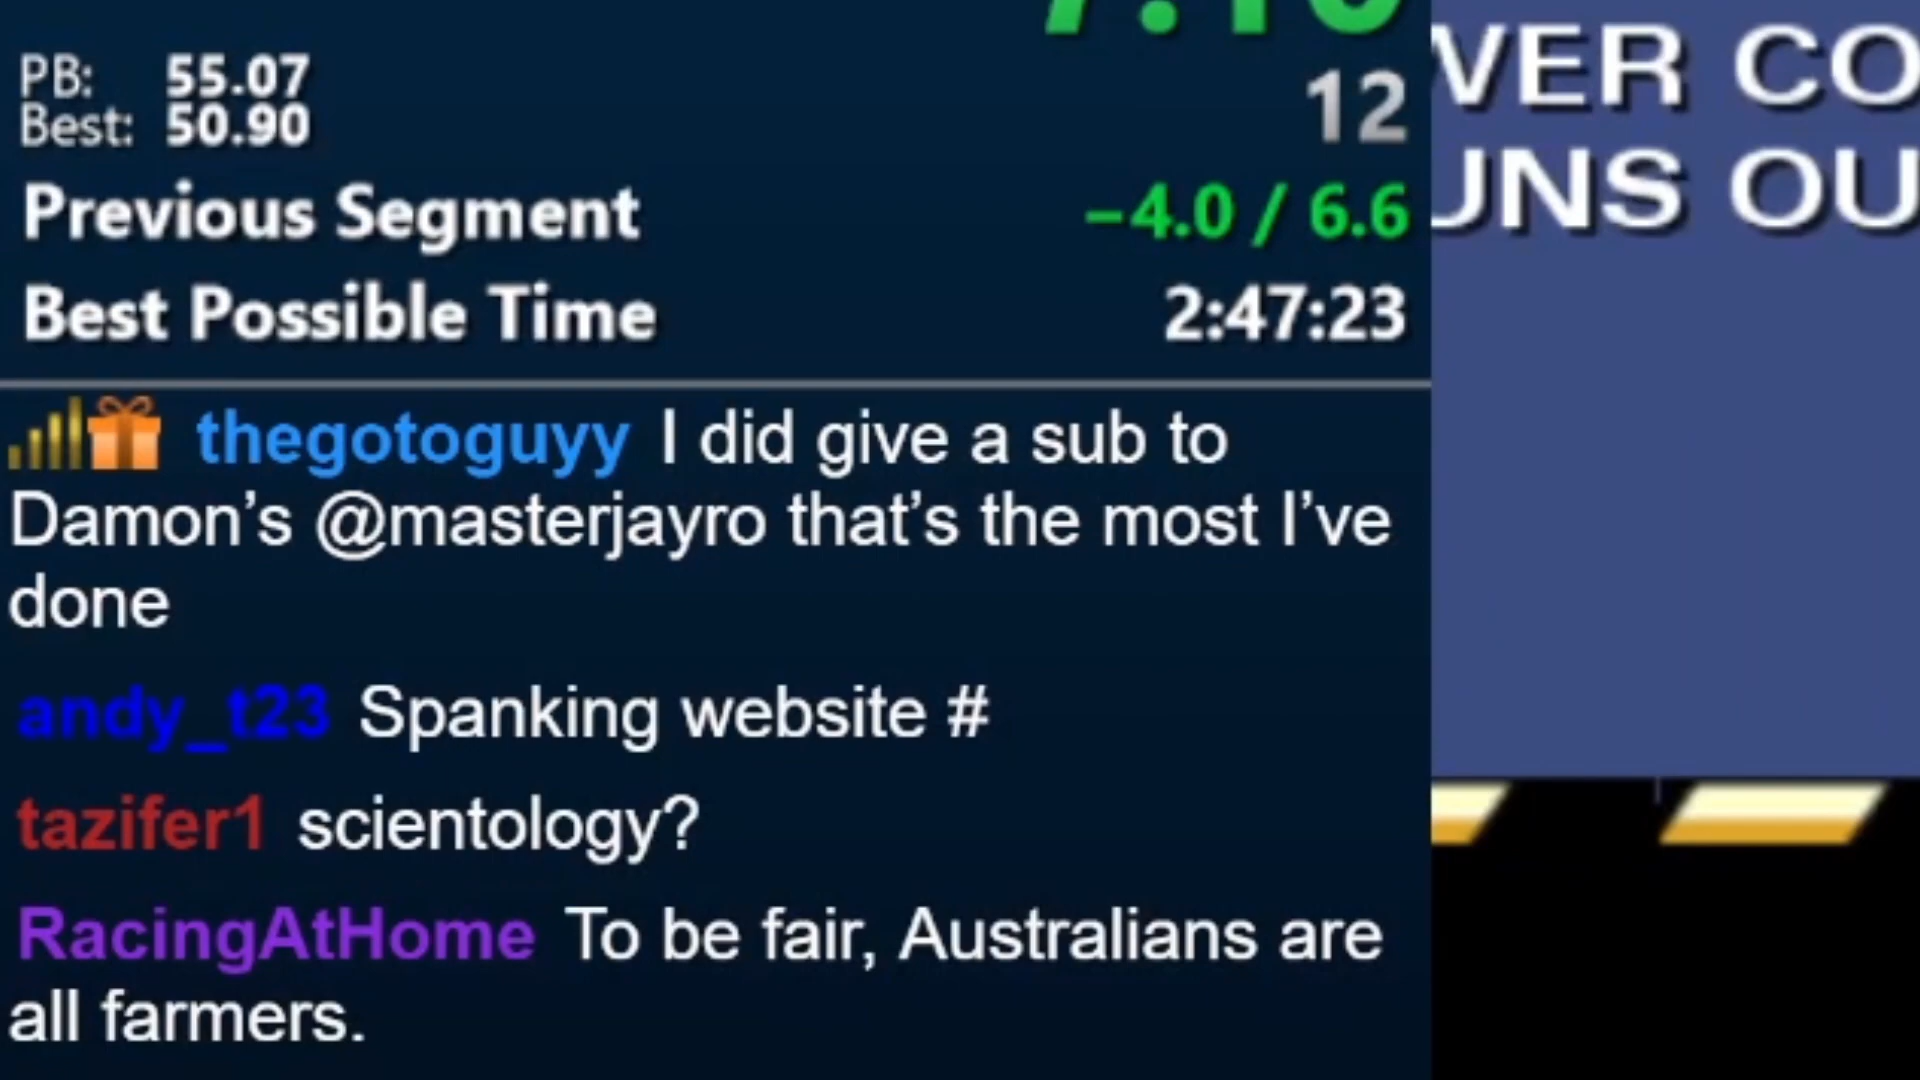 PB: 55.07
Best: 50.90
12
Previous Segment -4.0 / 6.6
Best Possible Time 2:47:23
thegotoguyy I did give a sub to
Damon’s @masterjayro that’s the most I’ve
done
andy_t23 Spanking website #
tazifer1 scientology?
RacingAtHome To be fair, Australians are
all farmers.
VER CO
UNS OU